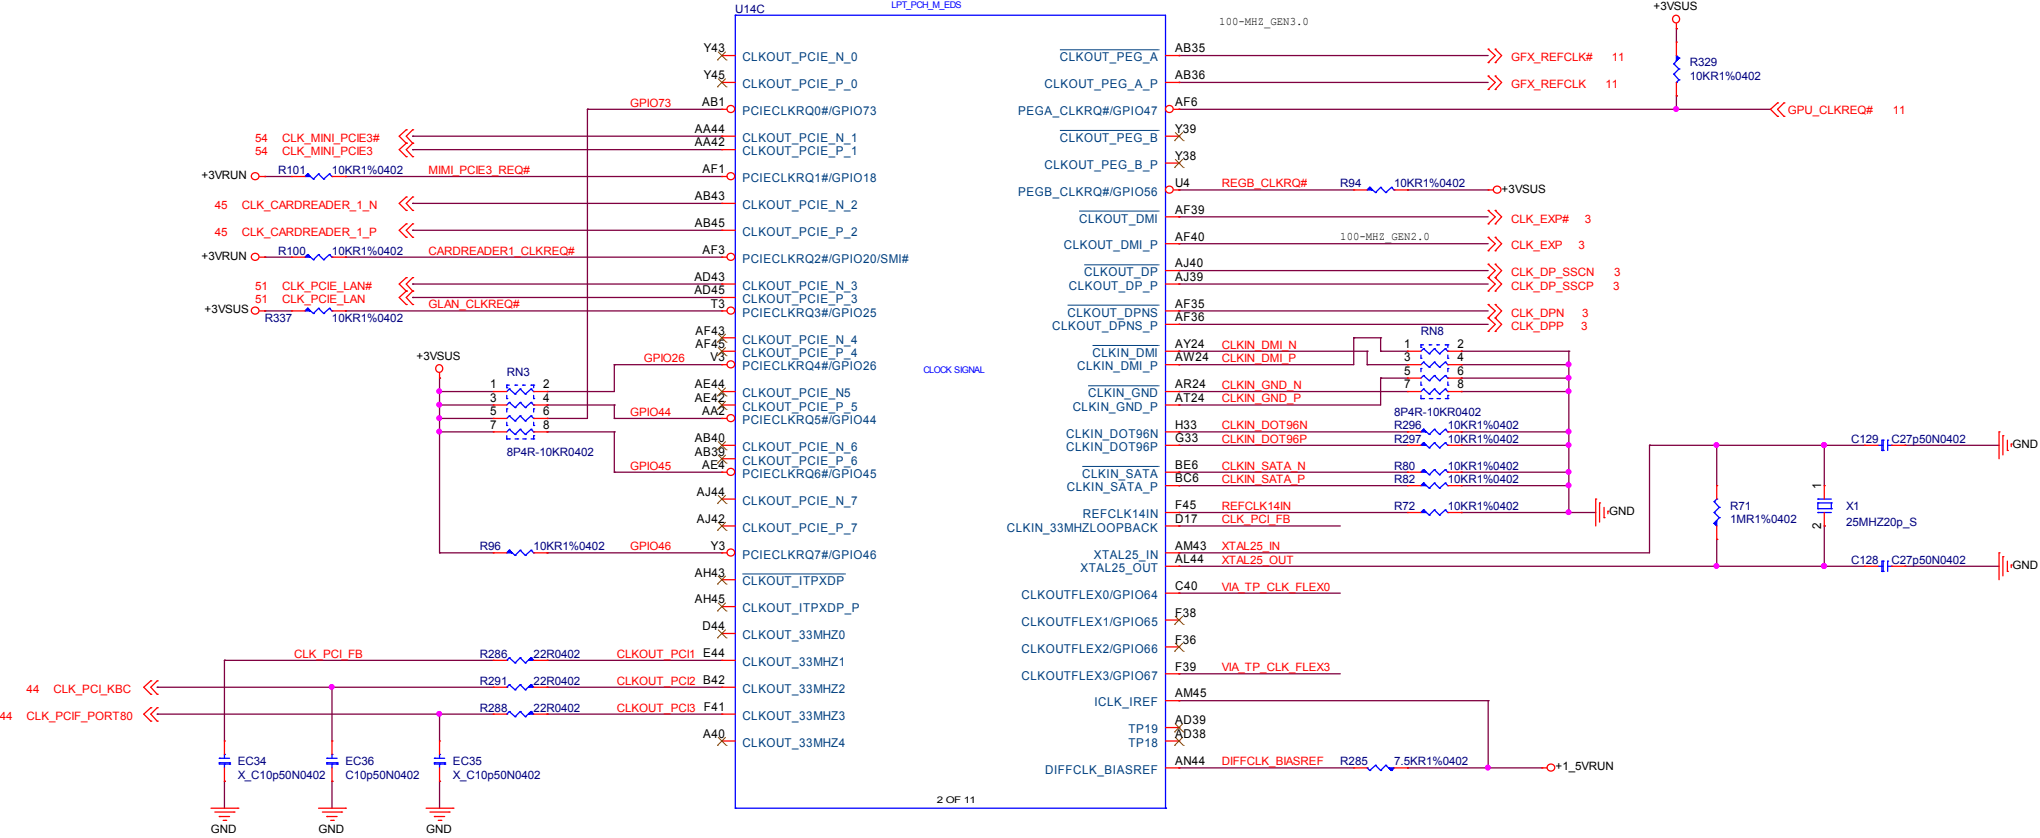 U14C
LPT_PCH_M_EDS
100-MHZ_GEN3.0
+3VSUS
R329
10KR1%0402
Y43 CLKOUT_PCIE_N_0
Y45 CLKOUT_PCIE_P_0
GPIO73 AB1 PCIECLKRQ0#/GPIO73
54 CLK_MINI_PCIE3# AA44 CLKOUT_PCIE_N_1
54 CLK_MINI_PCIE3 AA42 CLKOUT_PCIE_P_1
+3VRUN R101 10KR1%0402 MIMI_PCIE3_REQ# AF1 PCIECLKRQ1#/GPIO18
45 CLK_CARDREADER_1_N AB43 CLKOUT_PCIE_N_2
45 CLK_CARDREADER_1_P AB45 CLKOUT_PCIE_P_2
+3VRUN R100 10KR1%0402 CARDREADER1_CLKREQ# AF3 PCIECLKRQ2#/GPIO20/SMI#
51 CLK_PCIE_LAN# AD43 CLKOUT_PCIE_N_3
51 CLK_PCIE_LAN AD45 CLKOUT_PCIE_P_3
+3VSUS R337 10KR1%0402 GLAN_CLKREQ# T3 PCIECLKRQ3#/GPIO25
AF43 CLKOUT_PCIE_N_4
AF45 CLKOUT_PCIE_P_4
GPIO26 V3 PCIECLKRQ4#/GPIO26
+3VSUS
RN3
1 2
3 4
5 6
7 8
8P4R-10KR0402
AE44 CLKOUT_PCIE_N5
AE42 CLKOUT_PCIE_P_5
GPIO44 AA2 PCIECLKRQ5#/GPIO44
AB40 CLKOUT_PCIE_N_6
AB39 CLKOUT_PCIE_P_6
GPIO45 AE4 PCIECLKRQ6#/GPIO45
AJ44 CLKOUT_PCIE_N_7
AJ42 CLKOUT_PCIE_P_7
R96 10KR1%0402 GPIO46 Y3 PCIECLKRQ7#/GPIO46
AH43 CLKOUT_ITPXDP
AH45 CLKOUT_ITPXDP_P
D44 CLKOUT_33MHZ0
CLK_PCI_FB R286 22R0402 CLKOUT_PCI1 E44 CLKOUT_33MHZ1
44 CLK_PCI_KBC R291 22R0402 CLKOUT_PCI2 B42 CLKOUT_33MHZ2
44 CLK_PCIF_PORT80 R288 22R0402 CLKOUT_PCI3 F41 CLKOUT_33MHZ3
A40 CLKOUT_33MHZ4
EC34
X_C10p50N0402
GND
EC36
C10p50N0402
GND
EC35
X_C10p50N0402
GND
CLOCK SIGNAL
2 OF 11
CLKOUT_PEG_A AB35 GFX_REFCLK# 11
CLKOUT_PEG_A_P AB36 GFX_REFCLK 11
PEGA_CLKRQ#/GPIO47 AF6 GPU_CLKREQ# 11
CLKOUT_PEG_B Y39
CLKOUT_PEG_B_P Y38
PEGB_CLKRQ#/GPIO56 U4 REGB_CLKRQ# R94 10KR1%0402 +3VSUS
CLKOUT_DMI AF39 CLK_EXP# 3
100-MHZ_GEN2.0
CLKOUT_DMI_P AF40 CLK_EXP 3
CLKOUT_DP AJ40 CLK_DP_SSCN 3
CLKOUT_DP_P AJ39 CLK_DP_SSCP 3
CLKOUT_DPNS AF35 CLK_DPN 3
CLKOUT_DPNS_P AF36 CLK_DPP 3
RN8
CLKIN_DMI AY24 CLKIN_DMI_N 1 2
CLKIN_DMI_P AW24 CLKIN_DMI_P 3 4
5 6
CLKIN_GND AR24 CLKIN_GND_N 7 8
CLKIN_GND_P AT24 CLKIN_GND_P
8P4R-10KR0402
CLKIN_DOT96N H33 CLKIN_DOT96N R296 10KR1%0402
CLKIN_DOT96P G33 CLKIN_DOT96P R297 10KR1%0402
CLKIN_SATA BE6 CLKIN_SATA_N R80 10KR1%0402
CLKIN_SATA_P BC6 CLKIN_SATA_P R82 10KR1%0402
REFCLK14IN F45 REFCLK14IN R72 10KR1%0402 GND
CLKIN_33MHZLOOPBACK D17 CLK_PCI_FB
XTAL25_IN AM43 XTAL25_IN
XTAL25_OUT AL44 XTAL25_OUT
C129 C27p50N0402 GND
R71
1MR1%0402
1
X1
25MHZ20p_S
2
C128 C27p50N0402 GND
CLKOUTFLEX0/GPIO64 C40 VIA_TP_CLK_FLEX0
CLKOUTFLEX1/GPIO65 F38
CLKOUTFLEX2/GPIO66 F36
CLKOUTFLEX3/GPIO67 F39 VIA_TP_CLK_FLEX3
ICLK_IREF AM45
TP19 AD39
TP18 AD38
DIFFCLK_BIASREF AN44 DIFFCLK_BIASREF R285 7.5KR1%0402 +1_5VRUN